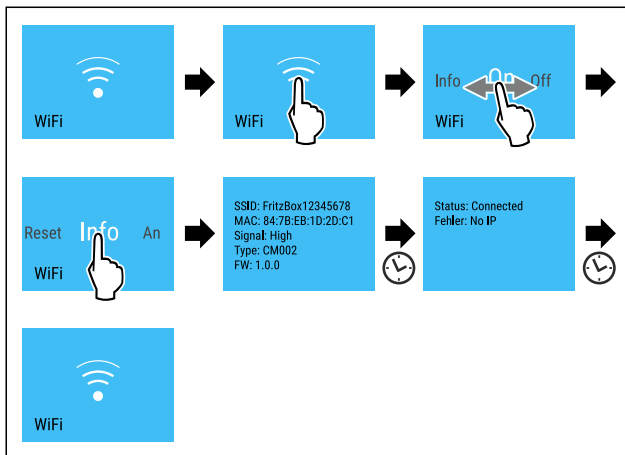 WiFi
WiFi
Info On Off
WiFi
Reset Info An
WiFi
SSID: FritzBox12345678
MAC: 84:7B:EB:1D:2D:C1
Signal: High
Type: CM002
FW: 1.0.0
Status: Connected
Fehler: No IP
WiFi